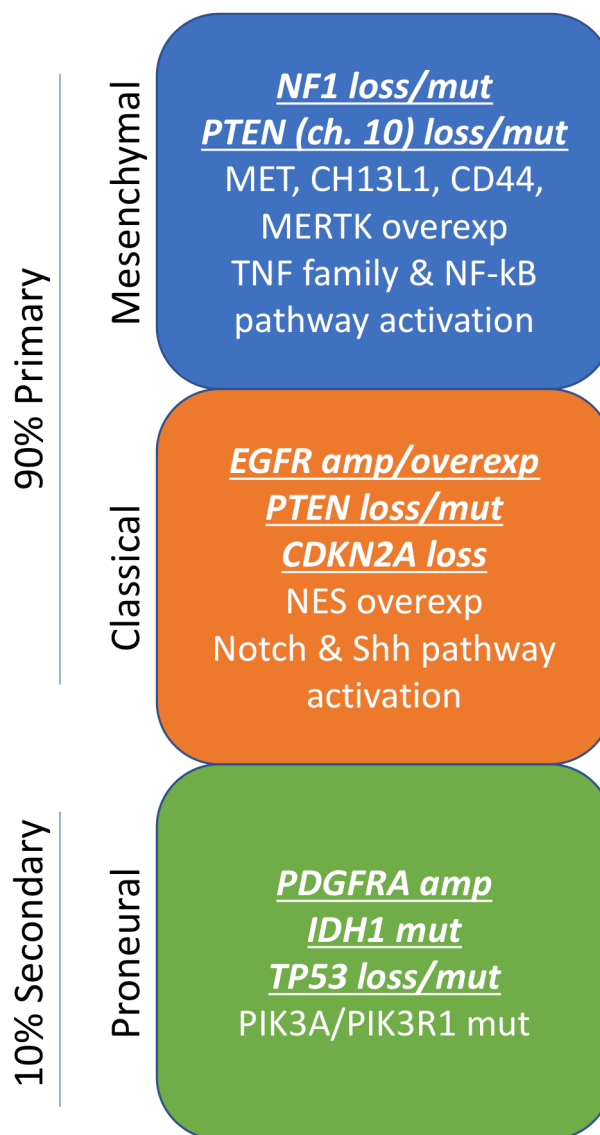 90% Primary
Mesenchymal
NF1 loss/mut
PTEN (ch. 10) loss/mut
MET, CH13L1, CD44,
MERTK overexp
TNF family & NF-kB
pathway activation
Classical
EGFR amp/overexp
PTEN loss/mut
CDKN2A loss
NES overexp
Notch & Shh pathway
activation
10% Secondary
Proneural
PDGFRA amp
IDH1 mut
TP53 loss/mut
PIK3A/PIK3R1 mut